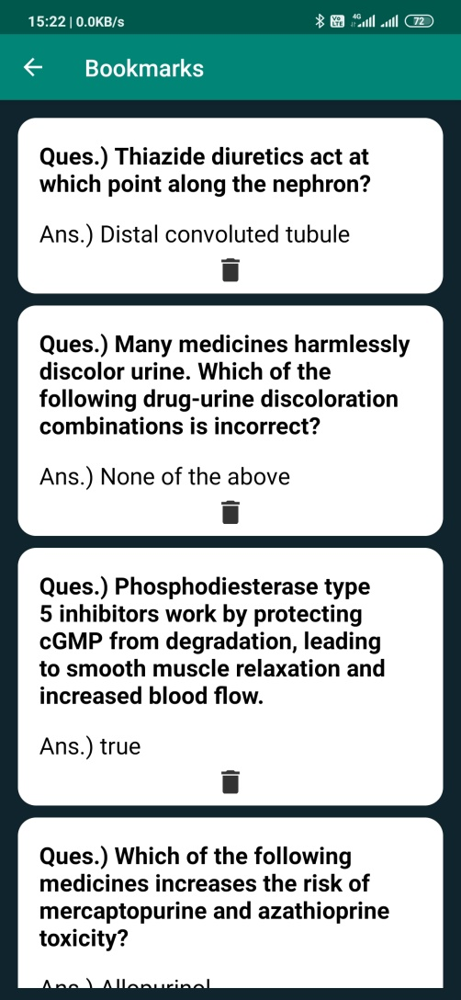 15:22 | 0.0KB/s
Vo LTE 4G 72
Bookmarks
Ques.) Thiazide diuretics act at
which point along the nephron?
Ans.) Distal convoluted tubule
Ques.) Many medicines harmlessly
discolor urine. Which of the
following drug-urine discoloration
combinations is incorrect?
Ans.) None of the above
Ques.) Phosphodiesterase type
5 inhibitors work by protecting
cGMP from degradation, leading
to smooth muscle relaxation and
increased blood flow.
Ans.) true
Ques.) Which of the following
medicines increases the risk of
mercaptopurine and azathioprine
toxicity?
Ans.) Allopurinol